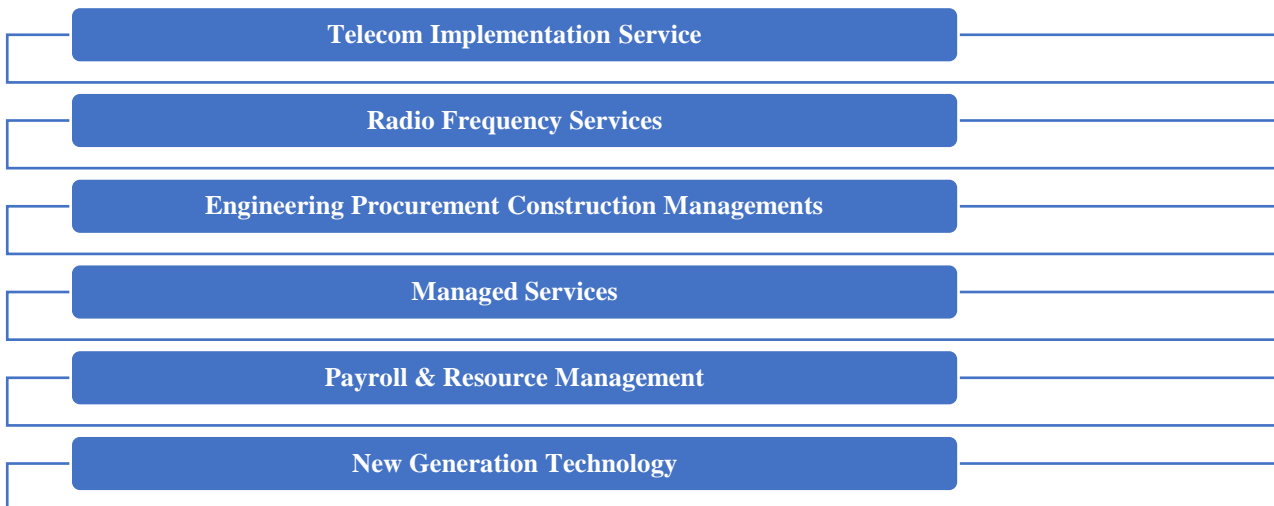 Telecom Implementation Service
Radio Frequency Services
Engineering Procurement Construction Managements
Managed Services
Payroll & Resource Management
New Generation Technology